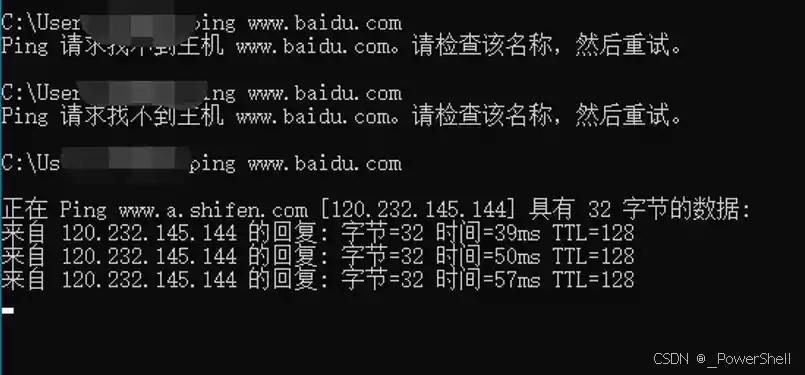 C:\User ping www.baidu.com
Ping 请求找不到主机 www.baidu.com。请检查该名称，然后重试。
C:\User ping www.baidu.com
Ping 请求找不到主机 www.baidu.com。请检查该名称，然后重试。
C:\Us ping www.baidu.com
正在 Ping www.a.shifen.com [120.232.145.144] 具有 32 字节的数据:
来自 120.232.145.144 的回复: 字节=32 时间=39ms TTL=128
来自 120.232.145.144 的回复: 字节=32 时间=50ms TTL=128
来自 120.232.145.144 的回复: 字节=32 时间=57ms TTL=128
CSDN @_PowerShell